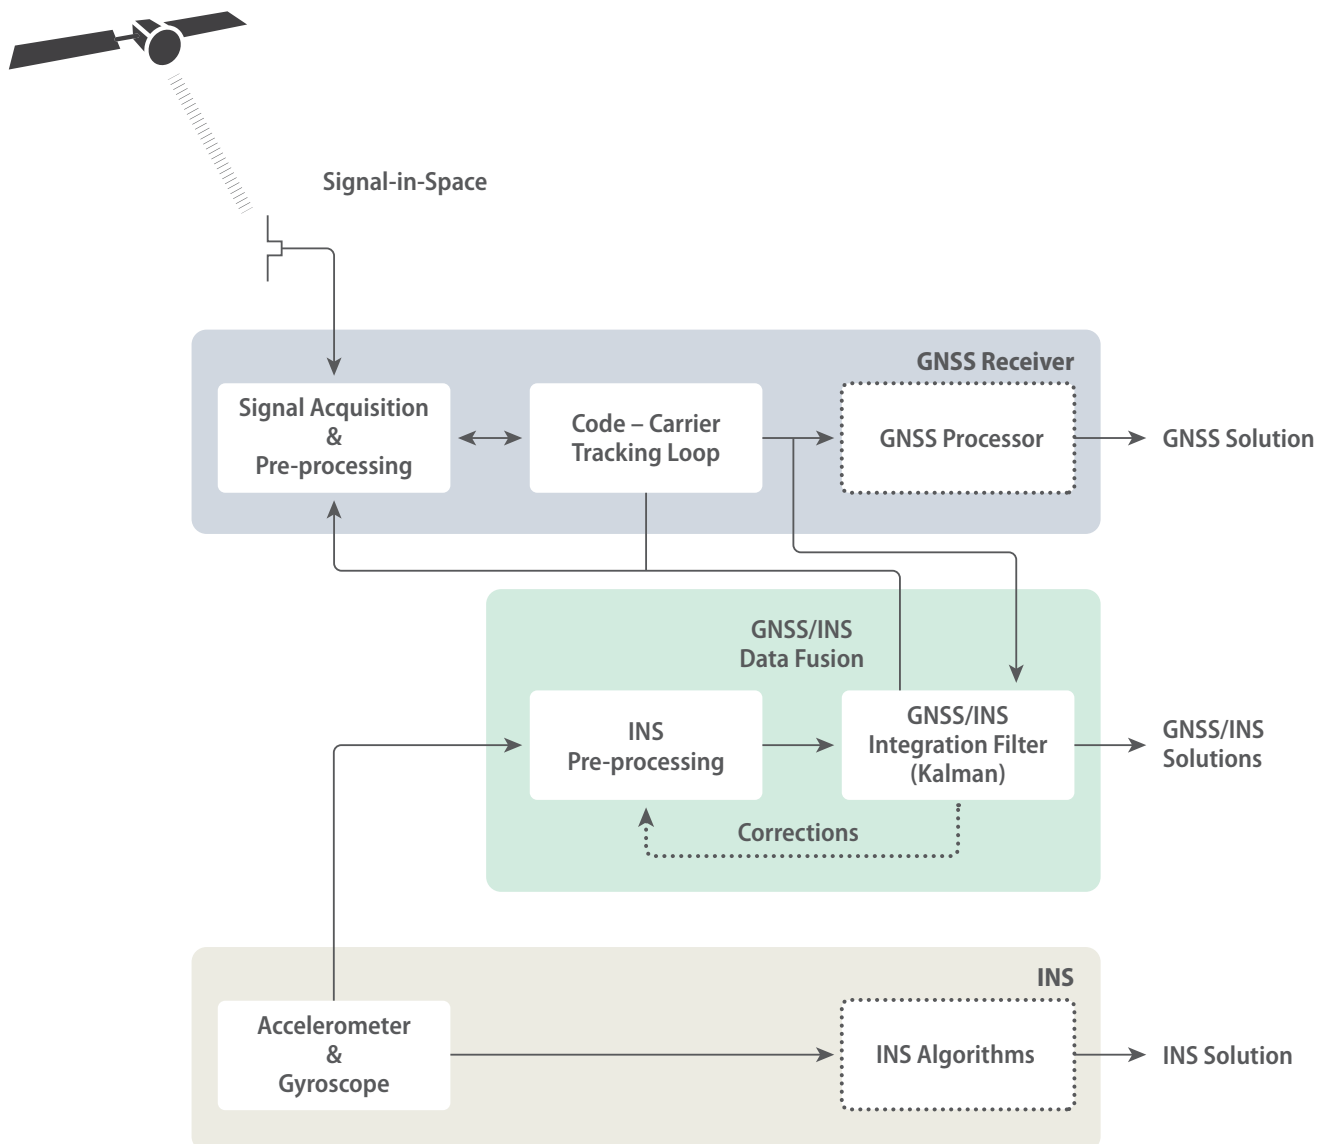 Signal-in-Space
GNSS Receiver
Signal Acquisition
&
Pre-processing
Code – Carrier
Tracking Loop
GNSS Processor
GNSS Solution
GNSS/INS
Data Fusion
INS
Pre-processing
GNSS/INS
Integration Filter
(Kalman)
GNSS/INS
Solutions
Corrections
INS
Accelerometer
&
Gyroscope
INS Algorithms
INS Solution